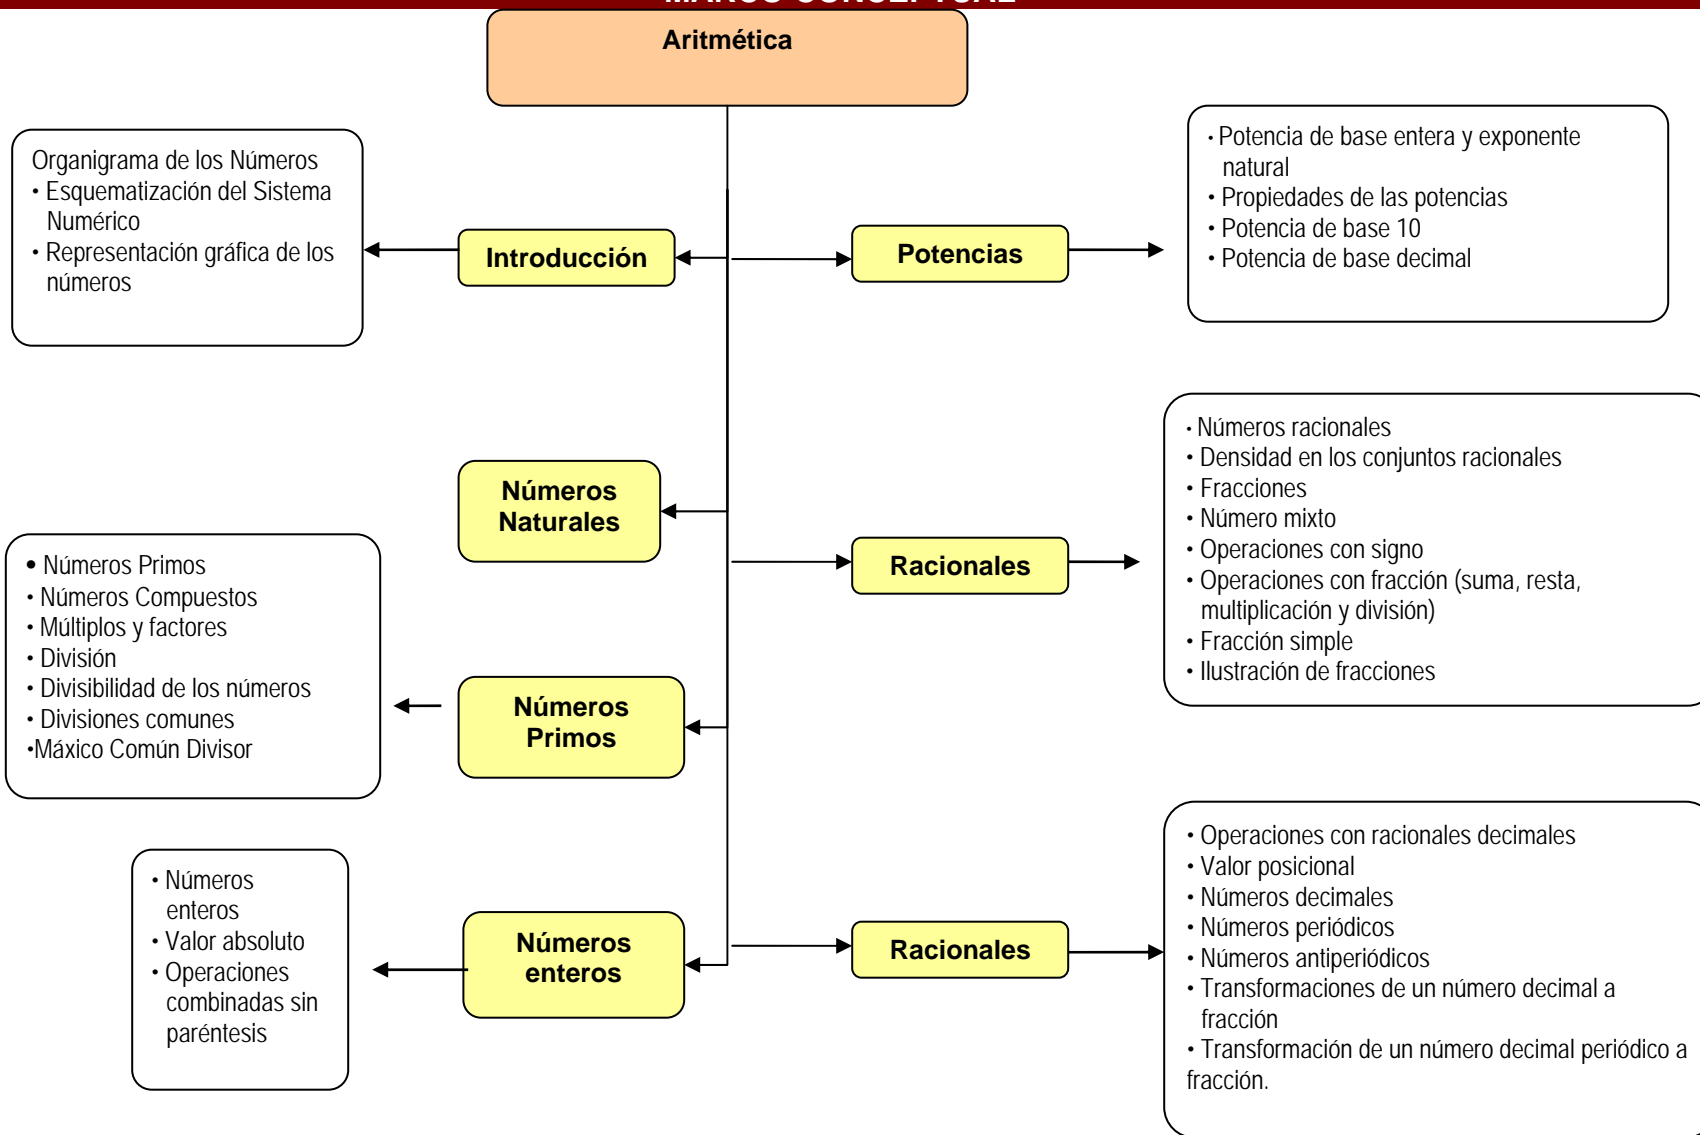 MARCO CONCEPTUAL
Aritmética
Organigrama de los Números
• Esquematización del Sistema
Numérico
• Representación gráfica de los
números
Introducción
Potencias
• Potencia de base entera y exponente
natural
• Propiedades de las potencias
• Potencia de base 10
• Potencia de base decimal
Números
Naturales
Racionales
• Números racionales
• Densidad en los conjuntos racionales
• Fracciones
• Número mixto
• Operaciones con signo
• Operaciones con fracción (suma, resta,
multiplicación y división)
• Fracción simple
• Ilustración de fracciones
• Números Primos
• Números Compuestos
• Múltiplos y factores
• División
• Divisibilidad de los números
• Divisiones comunes
•Máxico Común Divisor
Números
Primos
• Números
enteros
• Valor absoluto
• Operaciones
combinadas sin
paréntesis
Números
enteros
Racionales
• Operaciones con racionales decimales
• Valor posicional
• Números decimales
• Números periódicos
• Números antiperiódicos
• Transformaciones de un número decimal a
fracción
• Transformación de un número decimal periódico a
fracción.